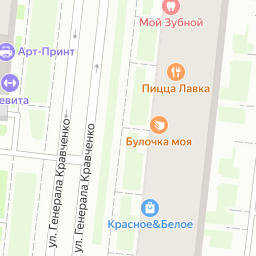 Мой Зубной
Арт-Принт
Пицца Лавка
евита
Булочка моя
ул. Генерала Кравченко
ул. Генерала Кравченко
Красное&Белое